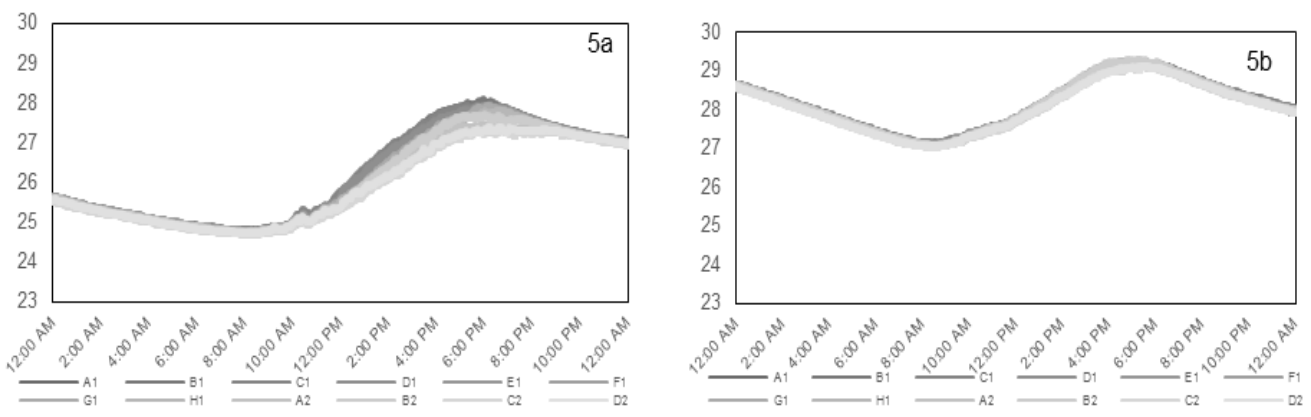 30
29
28
27
26
25
24
23
5a
12:00 AM
2:00 AM
4:00 AM
6:00 AM
8:00 AM
10:00 AM
12:00 PM
2:00 PM
4:00 PM
6:00 PM
8:00 PM
10:00 PM
12:00 AM
A1 B1 C1 D1 E1 F1
G1 H1 A2 B2 C2 D2
30
29
28
27
26
25
24
23
5b
12:00 AM
2:00 AM
4:00 AM
6:00 AM
8:00 AM
10:00 AM
12:00 PM
2:00 PM
4:00 PM
6:00 PM
8:00 PM
10:00 PM
12:00 AM
A1 B1 C1 D1 E1 F1
G1 H1 A2 B2 C2 D2